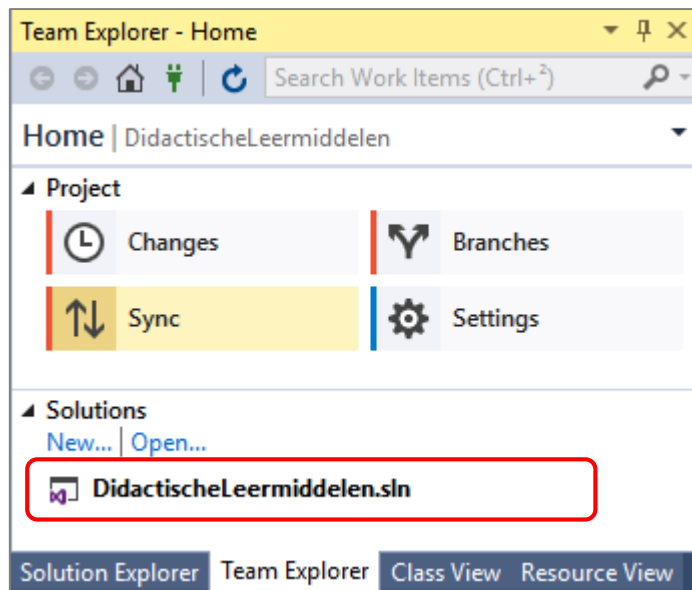 Team Explorer - Home
Search Work Items (Ctrl+²)
Home | DidactischeLeermiddelen
Project
Changes
Branches
Sync
Settings
Solutions
New... | Open...
DidactischeLeermiddelen.sln
Solution Explorer Team Explorer Class View Resource View